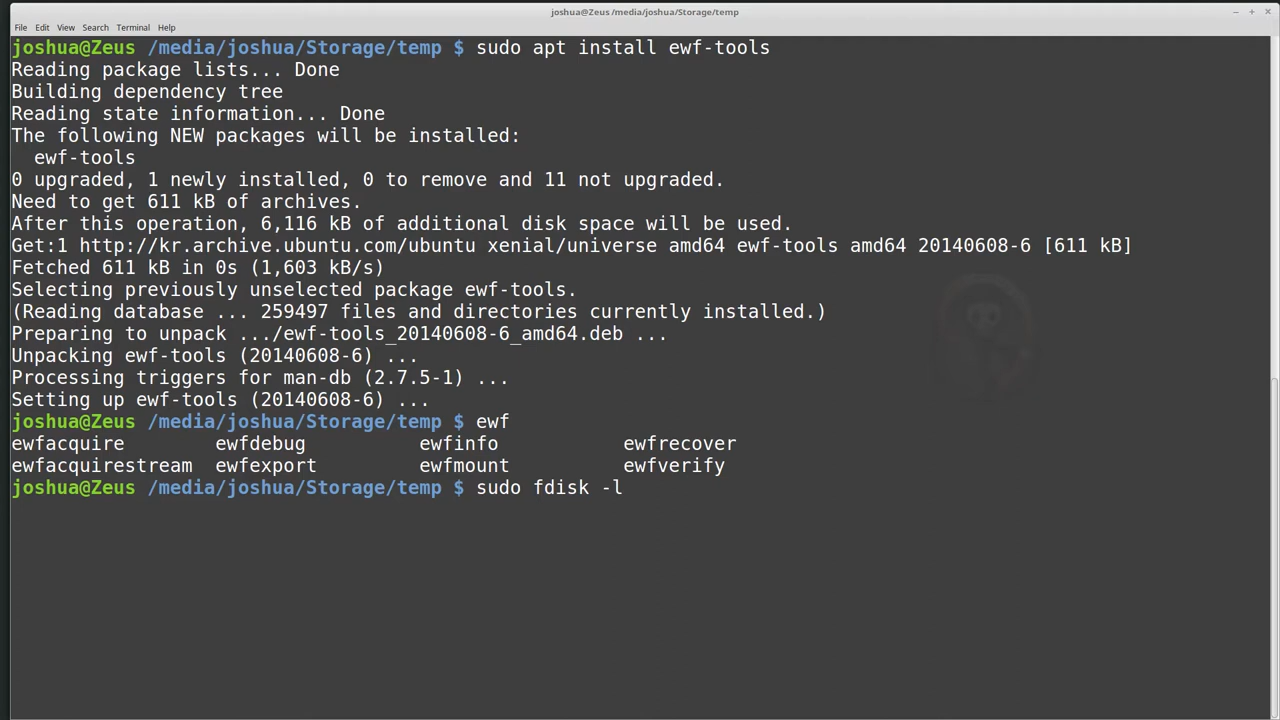 joshua@Zeus /media/joshua/Storage/temp
File Edit View Search Terminal Help
joshua@Zeus /media/joshua/Storage/temp $ sudo apt install ewf-tools
Reading package lists... Done
Building dependency tree
Reading state information... Done
The following NEW packages will be installed:
  ewf-tools
0 upgraded, 1 newly installed, 0 to remove and 11 not upgraded.
Need to get 611 kB of archives.
After this operation, 6,116 kB of additional disk space will be used.
Get:1 http://kr.archive.ubuntu.com/ubuntu xenial/universe amd64 ewf-tools amd64 20140608-6 [611 kB]
Fetched 611 kB in 0s (1,603 kB/s)
Selecting previously unselected package ewf-tools.
(Reading database ... 259497 files and directories currently installed.)
Preparing to unpack .../ewf-tools_20140608-6_amd64.deb ...
Unpacking ewf-tools (20140608-6) ...
Processing triggers for man-db (2.7.5-1) ...
Setting up ewf-tools (20140608-6) ...
joshua@Zeus /media/joshua/Storage/temp $ ewf
ewfacquire        ewfdebug          ewfinfo           ewfrecover
ewfacquirestream  ewfexport         ewfmount          ewfverify
joshua@Zeus /media/joshua/Storage/temp $ sudo fdisk -l